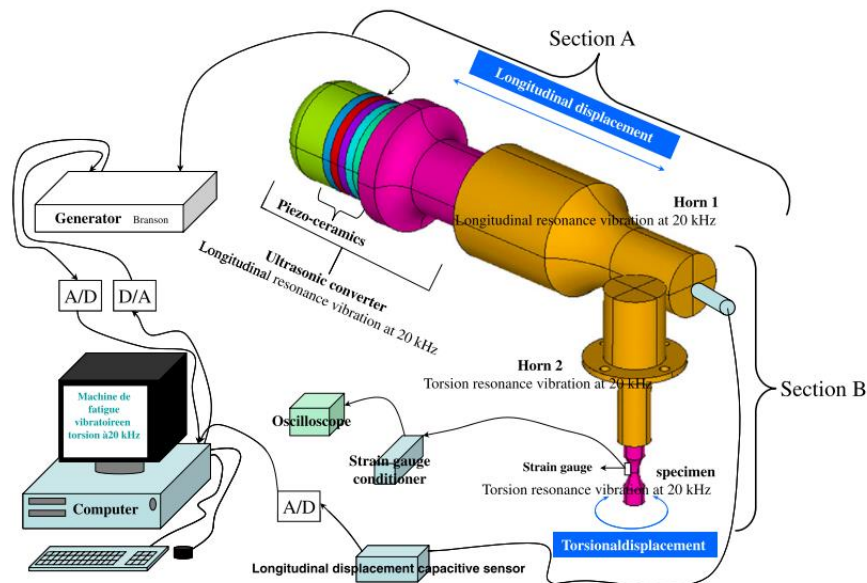 Section A
Longitudinal displacement
Horn 1
Longitudinal resonance vibration at 20 kHz
Generator Branson
Piezo-ceramics
Ultrasonic converter
Longitudinal resonance vibration at 20 kHz
A/D
D/A
Horn 2
Torsion resonance vibration at 20 kHz
Section B
Machine de
fatigue
vibratoireen
torsion à20 kHz
Oscilloscope
Strain gauge
conditioner
Strain gauge
specimen
Torsion resonance vibration at 20 kHz
Computer
A/D
Torsionaldisplacement
Longitudinal displacement capacitive sensor